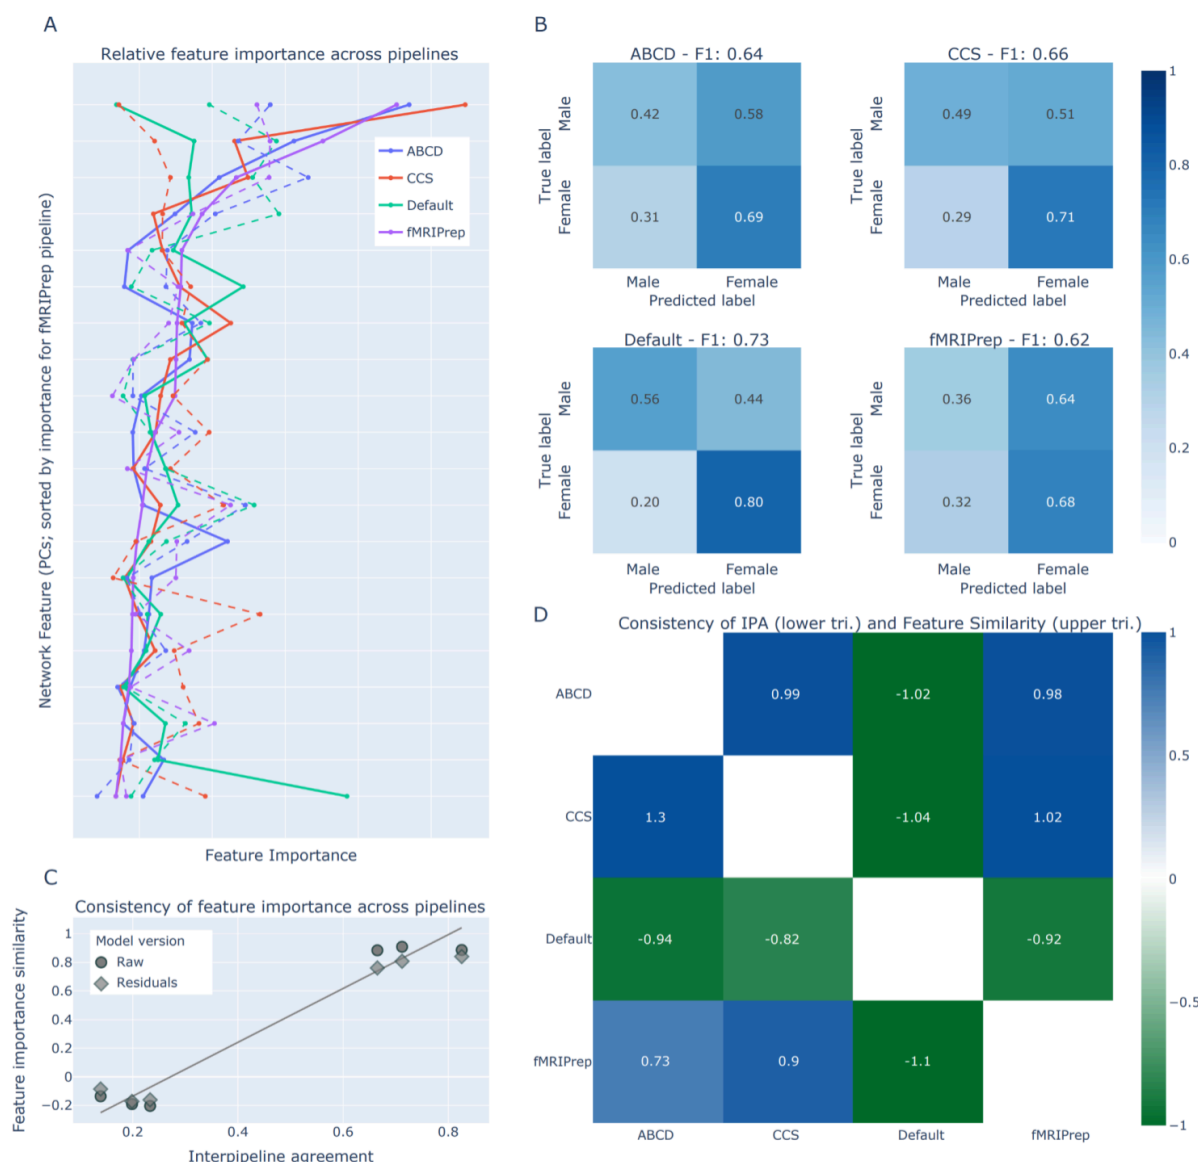 A
Relative feature importance across pipelines
ABCD
CCS
Default
fMRIPrep
Network Feature (PCs; sorted by importance for fMRIPrep pipeline)
Feature Importance
B
ABCD - F1: 0.64
True label
Male
Female
0.42
0.58
0.31
0.69
Male
Female
Predicted label
CCS - F1: 0.66
True label
Male
Female
0.49
0.51
0.29
0.71
Male
Female
Predicted label
Default - F1: 0.73
True label
Male
Female
0.56
0.44
0.20
0.80
Male
Female
Predicted label
fMRIPrep - F1: 0.62
True label
Male
Female
0.36
0.64
0.32
0.68
Male
Female
Predicted label
1
0.8
0.6
0.4
0.2
0
C
Consistency of feature importance across pipelines
Model version
Raw
Residuals
Feature importance similarity
1
0.8
0.6
0.4
0.2
0
−0.2
0.2
0.4
0.6
0.8
Interpipeline agreement
D
Consistency of IPA (lower tri.) and Feature Similarity (upper tri.)
ABCD
0.99
-1.02
0.98
CCS
1.3
-1.04
1.02
Default
-0.94
-0.82
-0.92
fMRIPrep
0.73
0.9
-1.1
ABCD
CCS
Default
fMRIPrep
1
0.5
0
−0.5
−1